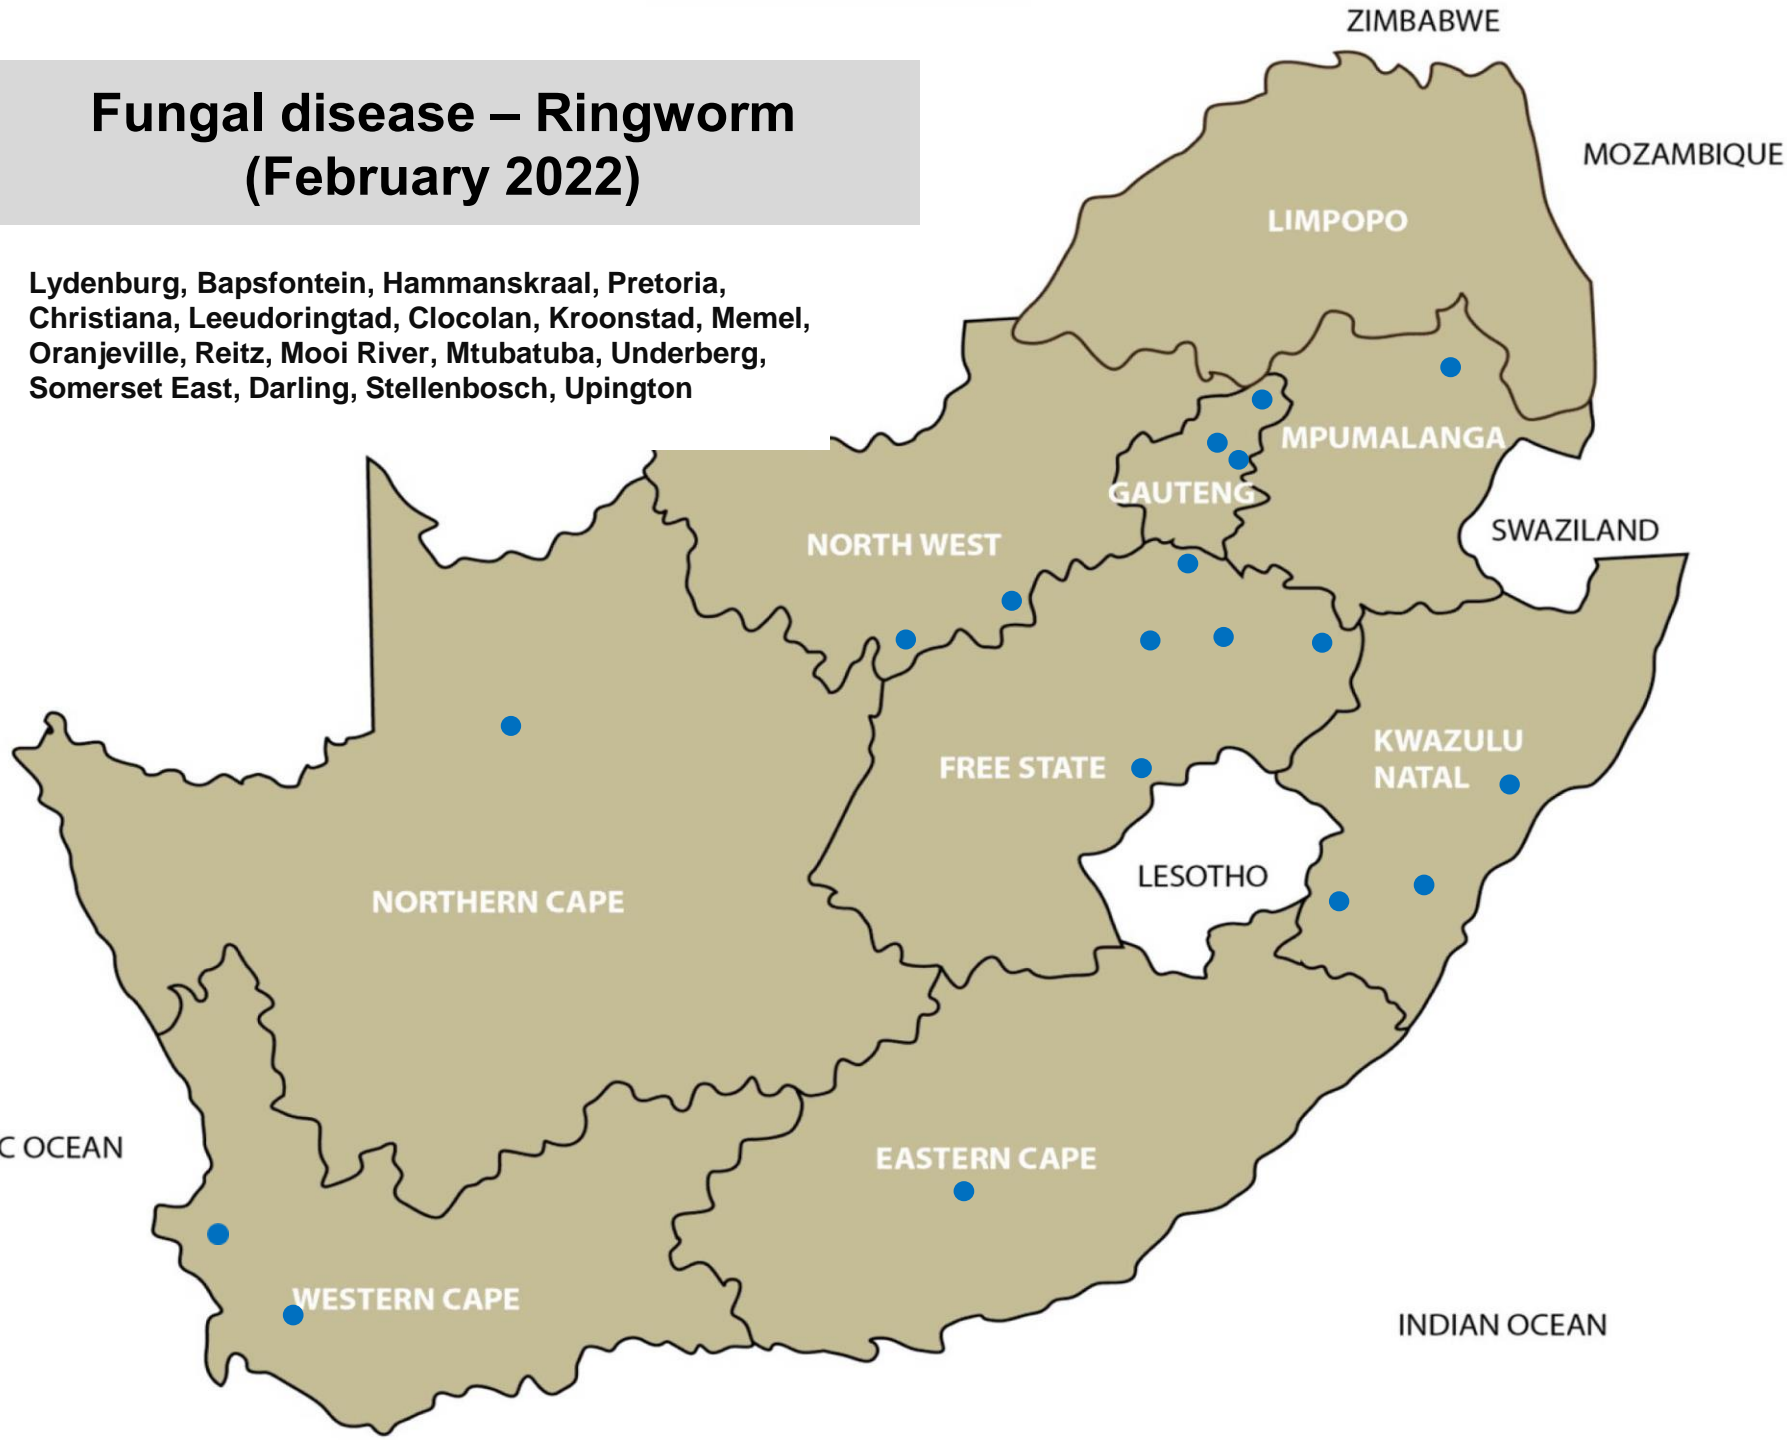 ZIMBABWE
Fungal disease – Ringworm
(February 2022)
MOZAMBIQUE
LIMPOPO
Lydenburg, Bapsfontein, Hammanskraal, Pretoria,
Christiana, Leeudoringtad, Clocolan, Kroonstad, Memel,
Oranjeville, Reitz, Mooi River, Mtubatuba, Underberg,
Somerset East, Darling, Stellenbosch, Upington
MPUMALANGA
GAUTENG
SWAZILAND
NORTH WEST
KWAZULU
NATAL
FREE STATE
LESOTHO
NORTHERN CAPE
C OCEAN
EASTERN CAPE
WESTERN CAPE
INDIAN OCEAN